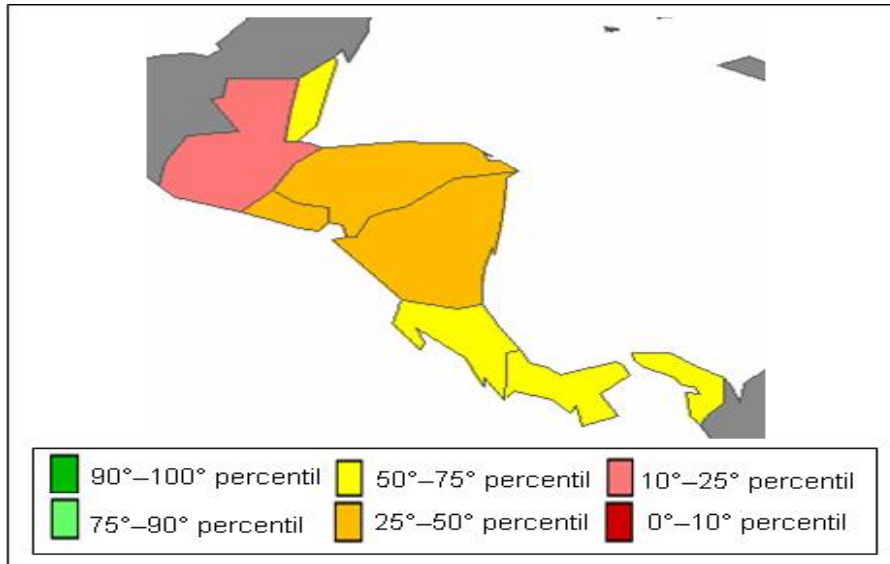 90°–100° percentil
50°–75° percentil
10°–25° percentil
75°–90° percentil
25°–50° percentil
0°–10° percentil